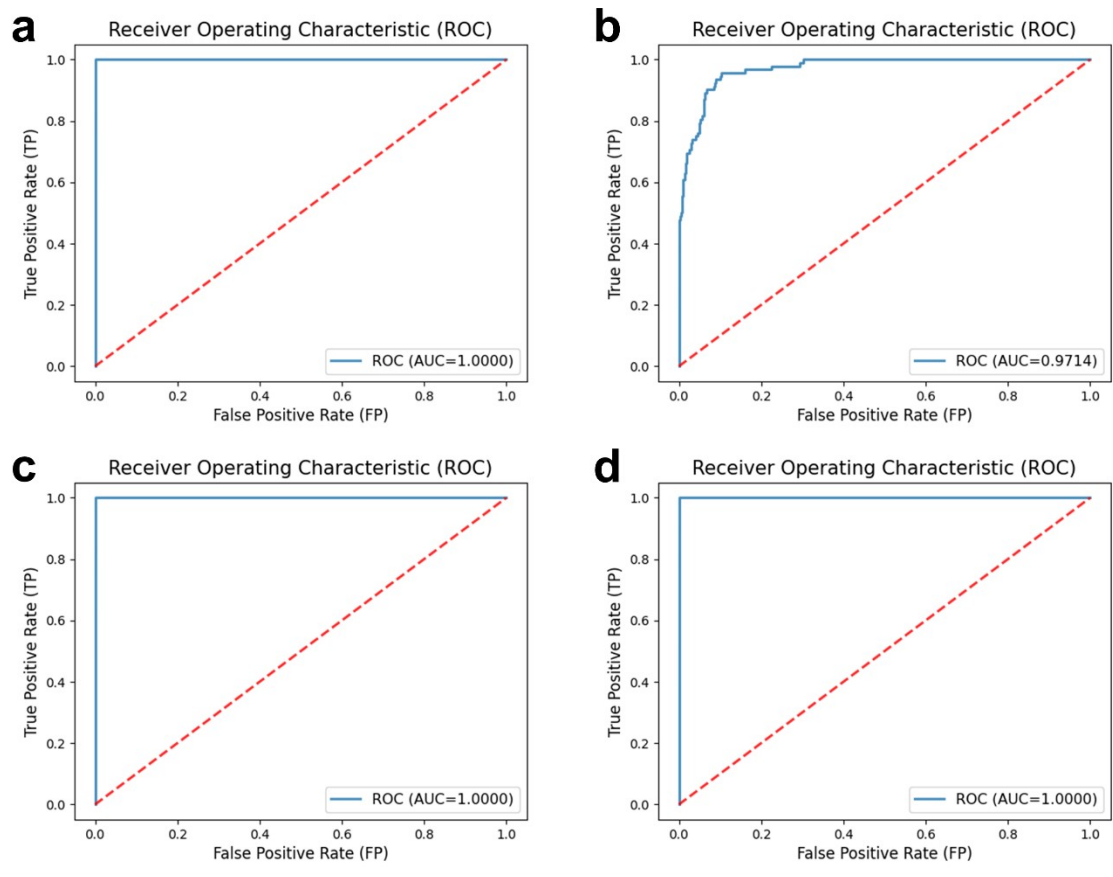 a
Receiver Operating Characteristic (ROC)
1.0
0.8
0.6
0.4
0.2
0.0
True Positive Rate (TP)
ROC (AUC=1.0000)
0.0 0.2 0.4 0.6 0.8 1.0
False Positive Rate (FP)
b
Receiver Operating Characteristic (ROC)
1.0
0.8
0.6
0.4
0.2
0.0
True Positive Rate (TP)
ROC (AUC=0.9714)
0.0 0.2 0.4 0.6 0.8 1.0
False Positive Rate (FP)
c
Receiver Operating Characteristic (ROC)
1.0
0.8
0.6
0.4
0.2
0.0
True Positive Rate (TP)
ROC (AUC=1.0000)
0.0 0.2 0.4 0.6 0.8 1.0
False Positive Rate (FP)
d
Receiver Operating Characteristic (ROC)
1.0
0.8
0.6
0.4
0.2
0.0
True Positive Rate (TP)
ROC (AUC=1.0000)
0.0 0.2 0.4 0.6 0.8 1.0
False Positive Rate (FP)